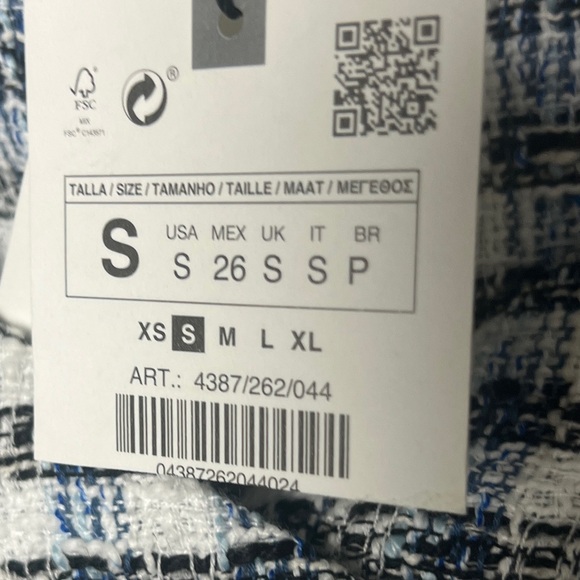 ®
FSC
MIX
TALLA / SIZE / TAMANHO / TAILLE / MAAT / ΜΕΓΕΘΟΣ
S
USA MEX UK IT BR
S 26 S S P
XS S M L XL
ART.: 4387/262/044
04387262044024